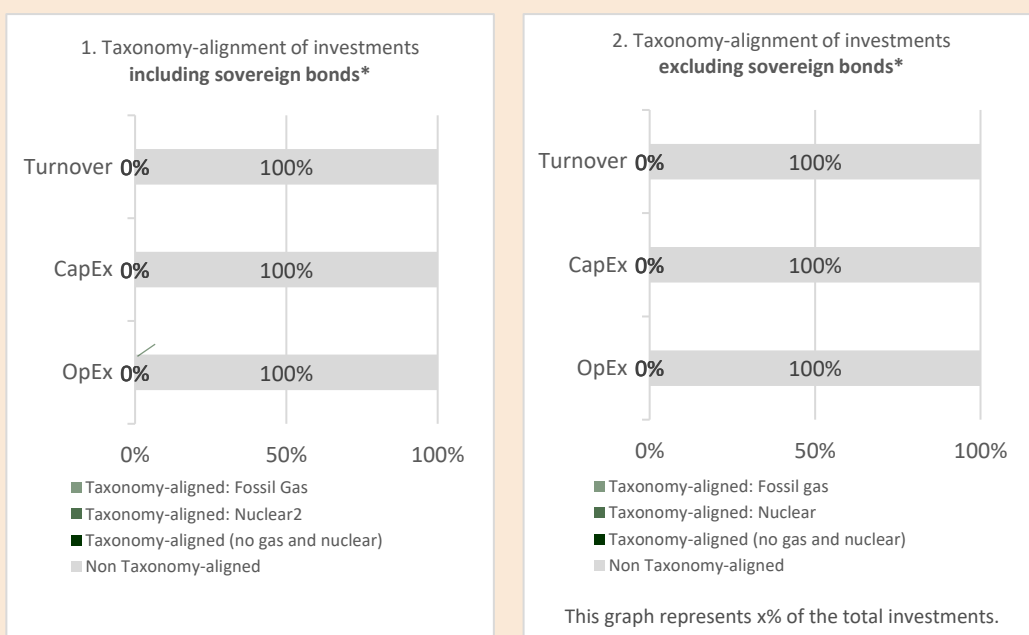 1. Taxonomy-alignment of investments
including sovereign bonds*
Turnover 0% 100%
CapEx 0% 100%
OpEx 0% 100%
0% 50% 100%
Taxonomy-aligned: Fossil Gas
Taxonomy-aligned: Nuclear2
Taxonomy-aligned (no gas and nuclear)
Non Taxonomy-aligned
2. Taxonomy-alignment of investments
excluding sovereign bonds*
Turnover 0% 100%
CapEx 0% 100%
OpEx 0% 100%
0% 50% 100%
Taxonomy-aligned: Fossil gas
Taxonomy-aligned: Nuclear
Taxonomy-aligned (no gas and nuclear)
Non Taxonomy-aligned
This graph represents x% of the total investments.